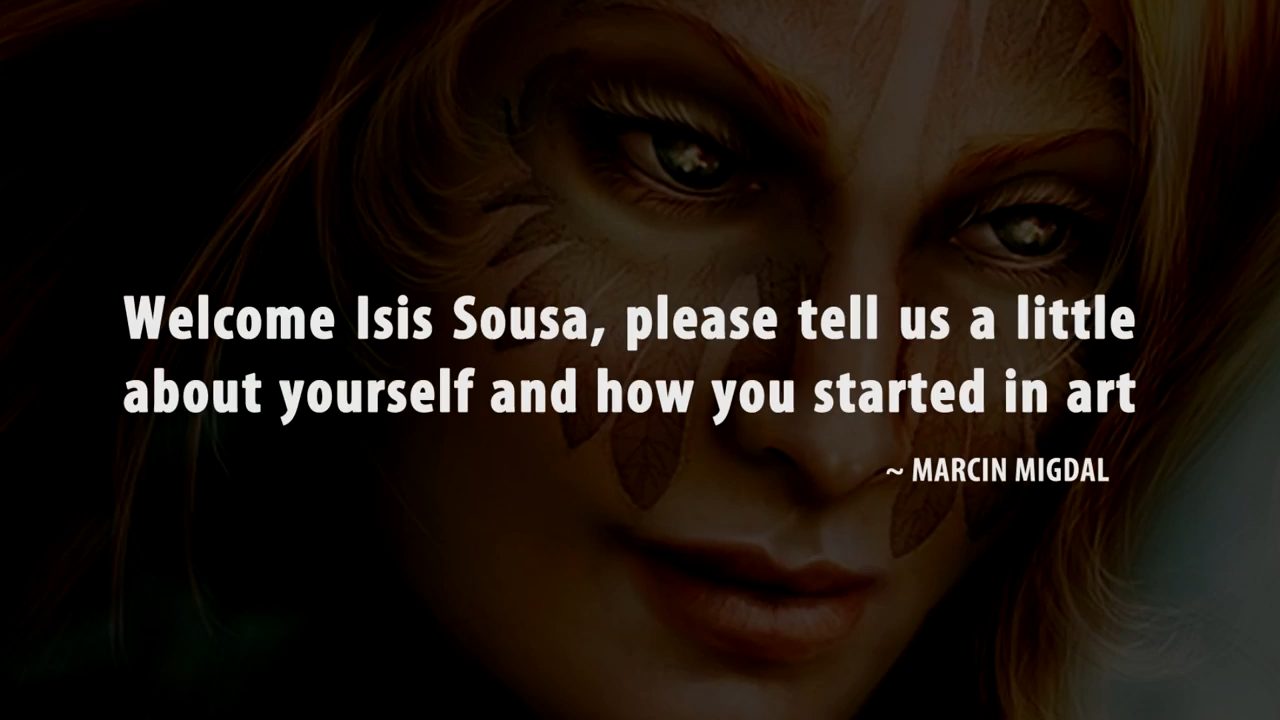 Welcome Isis Sousa, please tell us a little
about yourself and how you started in art
~ MARCIN MIGDAL